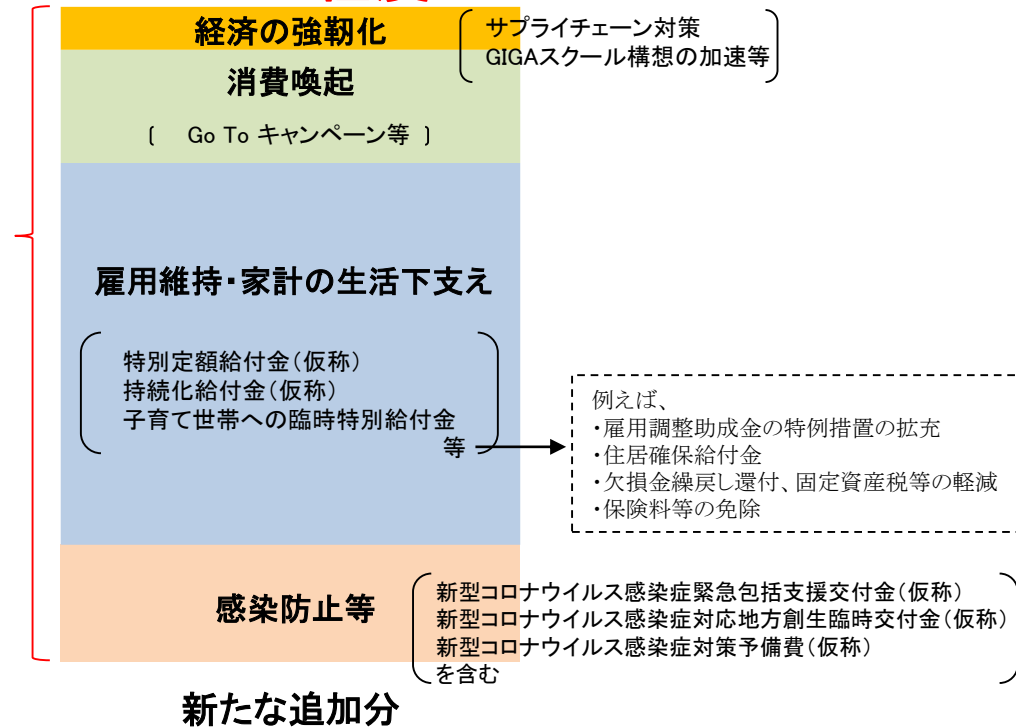 経済の強靭化
サプライチェーン対策
GIGAスクール構想の加速等
消費喚起
( Go To キャンペーン等 )
雇用維持・家計の生活下支え
特別定額給付金(仮称)
持続化給付金(仮称)
子育て世帯への臨時特別給付金
等
例えば、
・雇用調整助成金の特例措置の拡充
・住居確保給付金
・欠損金繰戻し還付、固定資産税等の軽減
・保険料等の免除
感染防止等
新型コロナウイルス感染症緊急包括支援交付金(仮称)
新型コロナウイルス感染症対応地方創生臨時交付金(仮称)
新型コロナウイルス感染症対策予備費(仮称)
を含む
新たな追加分